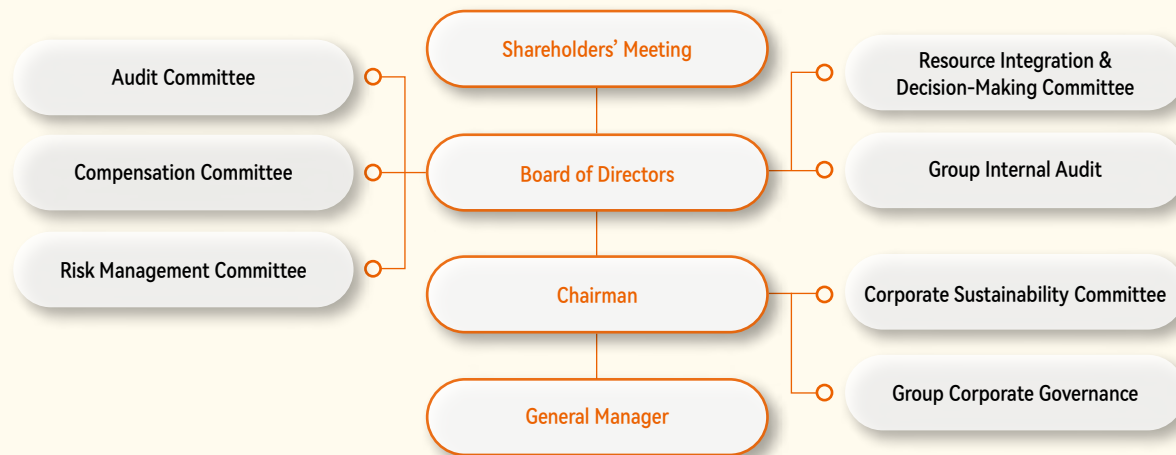 Shareholders’ Meeting
Audit Committee
Resource Integration &
Decision-Making Committee
Compensation Committee
Board of Directors
Group Internal Audit
Risk Management Committee
Chairman
Corporate Sustainability Committee
General Manager
Group Corporate Governance